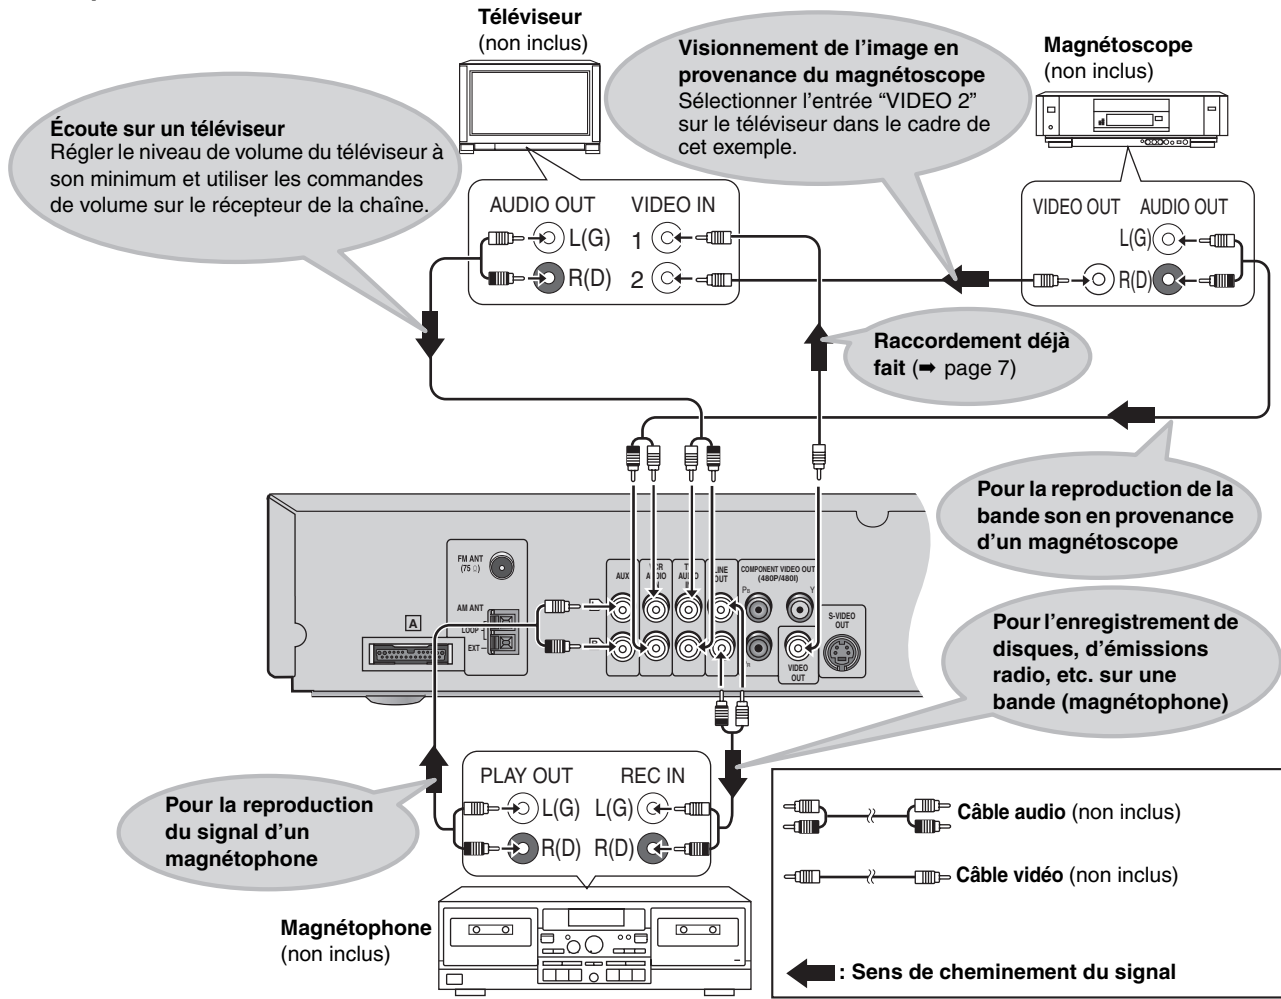 Téléviseur
(non inclus)
Visionnement de l'image en
provenance du magnétoscope
Sélectionner l'entrée “VIDEO 2”
sur le téléviseur dans le cadre de
cet exemple.
Magnétoscope
(non inclus)
Écoute sur un téléviseur
Régler le niveau de volume du téléviseur à
son minimum et utiliser les commandes
de volume sur le récepteur de la chaîne.
AUDIO OUT
VIDEO IN
L(G)
R(D)
1
2
VIDEO OUT
AUDIO OUT
L(G)
R(D)
Raccordement déjà
fait (➡ page 7)
Pour la reproduction de la
bande son en provenance
d'un magnétoscope
FM ANT
(75 Ω)
AM ANT
LOOP
EXT
A
AUX
AUDIO
AUDIO
OUT
COMPONENT VIDEO OUT
(480P/480I)
Y
S-VIDEO
OUT
VIDEO
OUT
Pour l'enregistrement de
disques, d'émissions
radio, etc. sur une
bande (magnétophone)
Pour la reproduction
du signal d'un
magnétophone
PLAY OUT
REC IN
L(G)
L(G)
R(D)
R(D)
Magnétophone
(non inclus)
Câble audio (non inclus)
Câble vidéo (non inclus)
: Sens de cheminement du signal